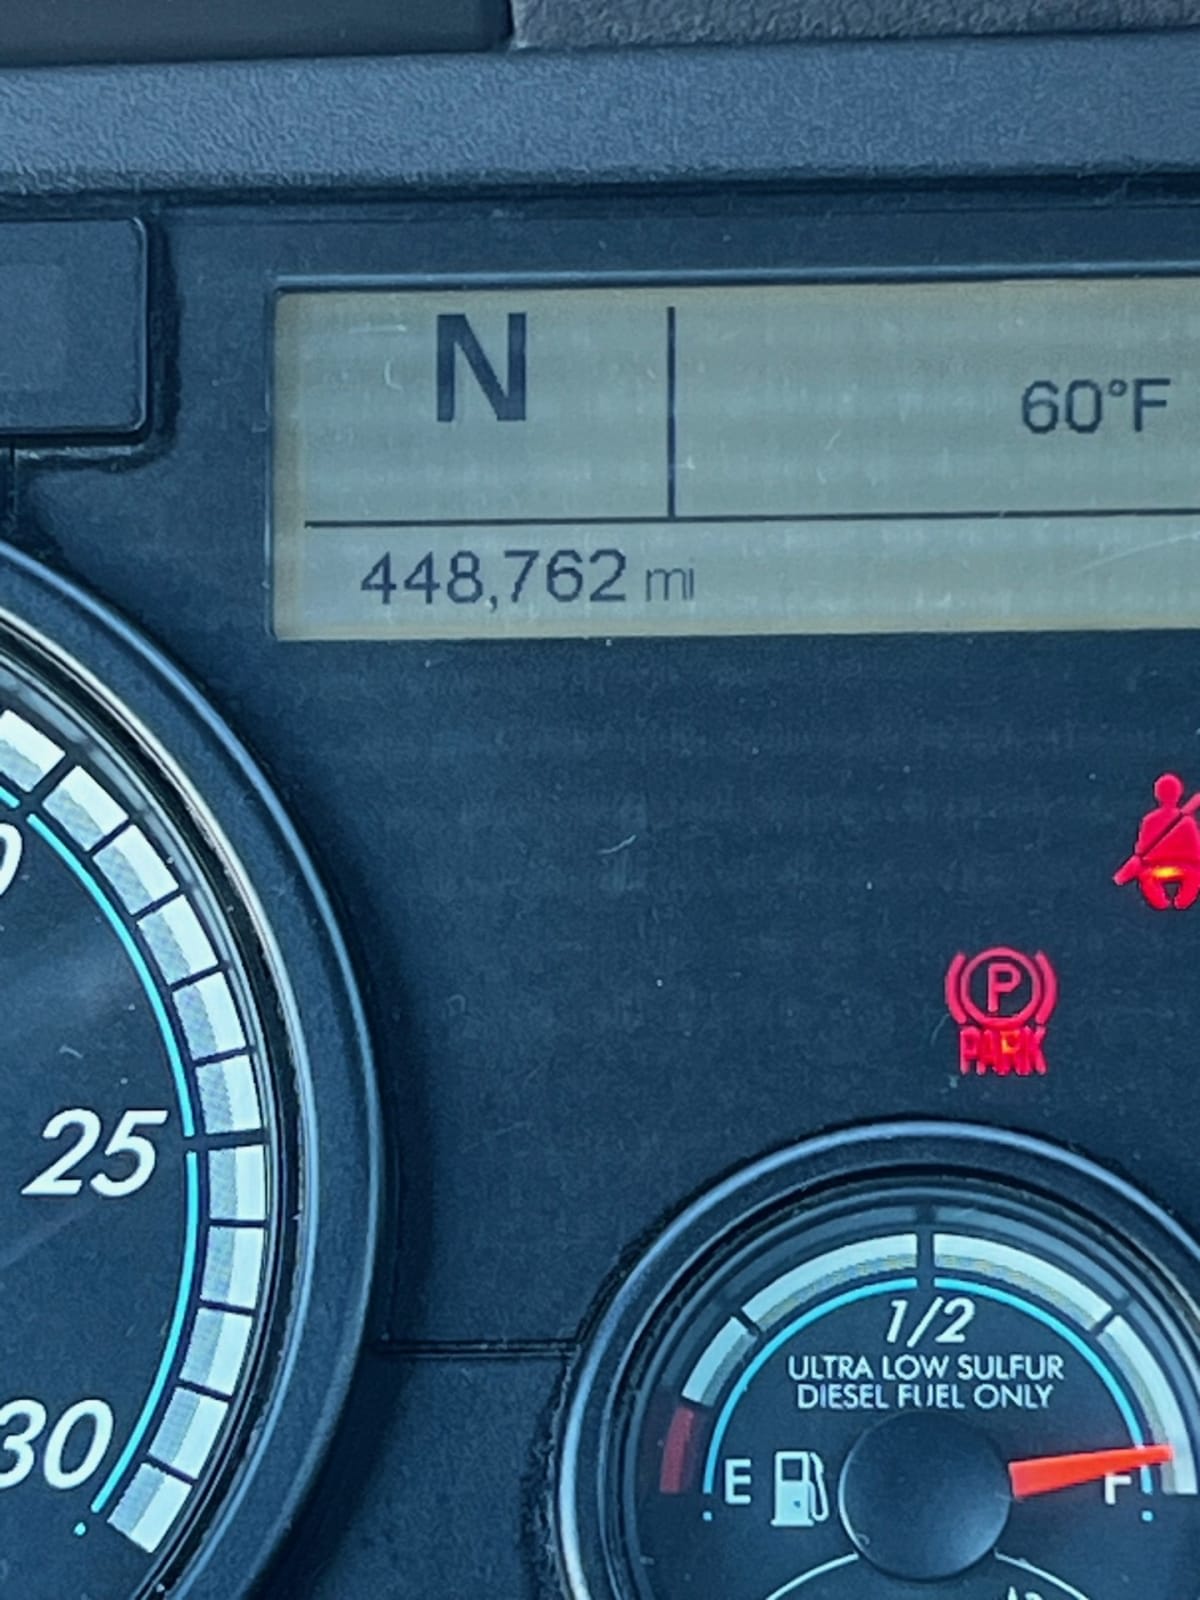 N
60°F
448,762 mi
P
PARK
25
30
1/2
ULTRA LOW SULFUR
DIESEL FUEL ONLY
E
F